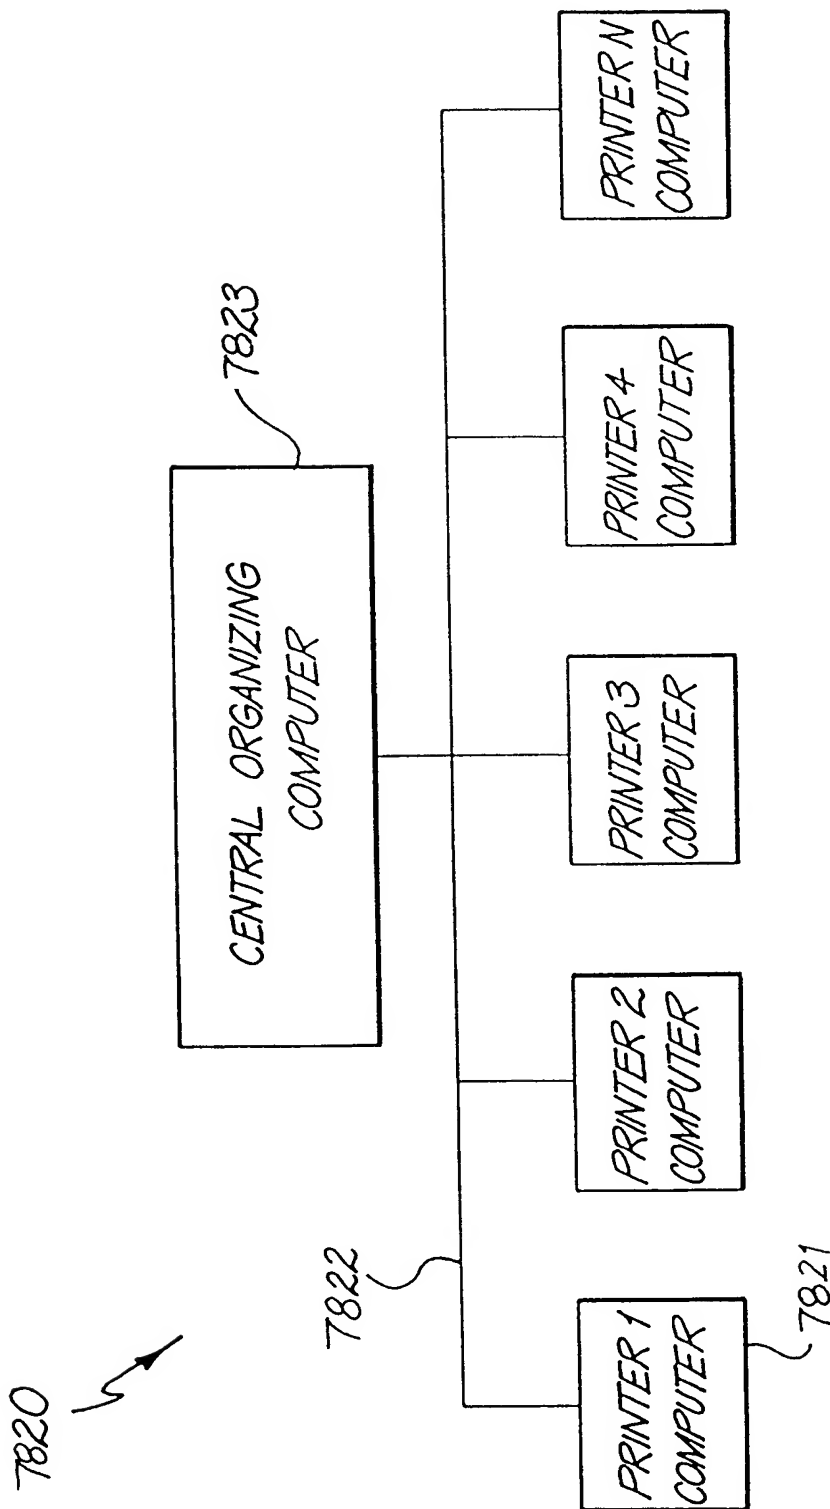 7820
7823
CENTRAL ORGANIZING
COMPUTER
7822
PRINTER 1
COMPUTER
7821
PRINTER 2
COMPUTER
PRINTER 3
COMPUTER
PRINTER 4
COMPUTER
PRINTER N
COMPUTER